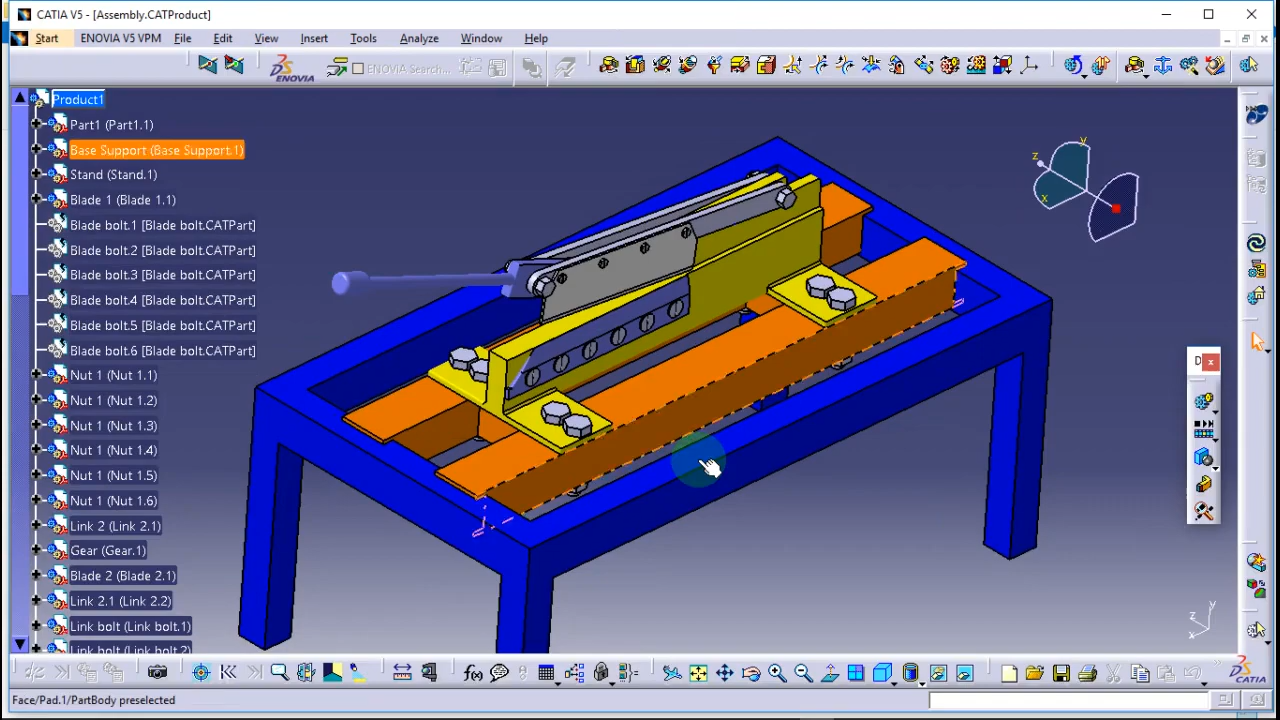 CATIA V5 - [Assembly.CATProduct]
Start ENOVIA V5 VPM File Edit View Insert Tools Analyze Window Help
ENOVIA ENOVIA Search...
Product1
Part1 (Part1.1)
Base Support (Base Support.1)
Stand (Stand.1)
Blade 1 (Blade 1.1)
Blade bolt.1 [Blade bolt.CATPart]
Blade bolt.2 [Blade bolt.CATPart]
Blade bolt.3 [Blade bolt.CATPart]
Blade bolt.4 [Blade bolt.CATPart]
Blade bolt.5 [Blade bolt.CATPart]
Blade bolt.6 [Blade bolt.CATPart]
Nut 1 (Nut 1.1)
Nut 1 (Nut 1.2)
Nut 1 (Nut 1.3)
Nut 1 (Nut 1.4)
Nut 1 (Nut 1.5)
Nut 1 (Nut 1.6)
Link 2 (Link 2.1)
Gear (Gear.1)
Blade 2 (Blade 2.1)
Link 2.1 (Link 2.2)
Link bolt (Link bolt.1)
Link bolt (Link bolt.2)
y
z
x
D... x
y
z
x
f(x)
CATIA
Face/Pad.1/PartBody preselected